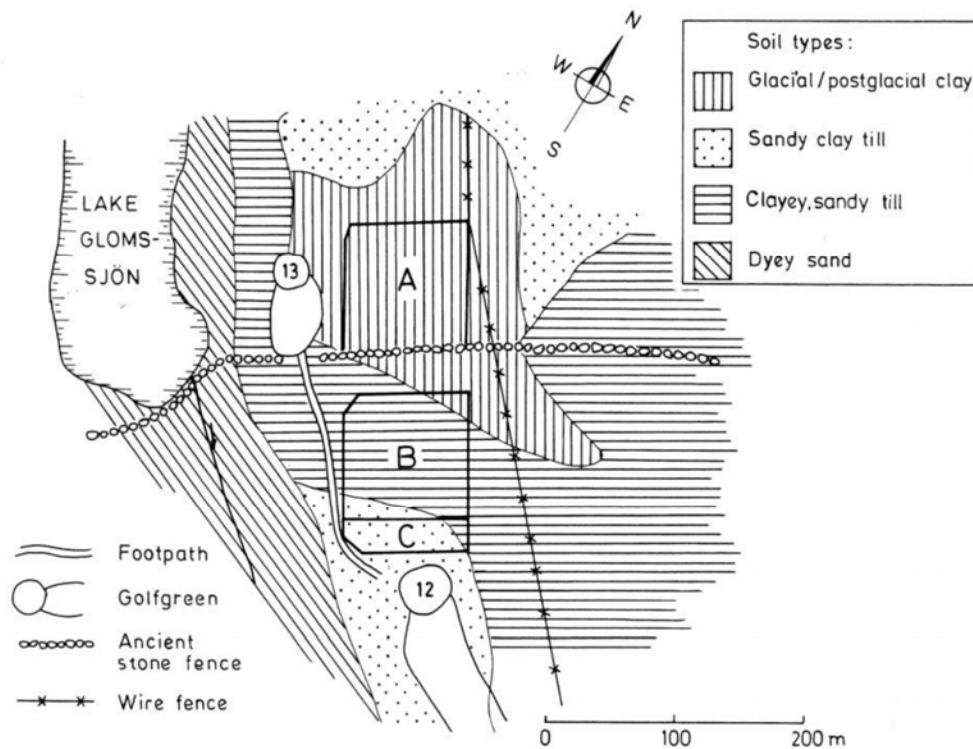 N
W
E
S
Soil types:
Glacial/postglacial clay
Sandy clay till
Clayey, sandy till
Dyey sand
LAKE
GLOMS-
SJÖN
13
A
B
C
12
Footpath
Golfgreen
Ancient
stone fence
Wire fence
0 100 200 m